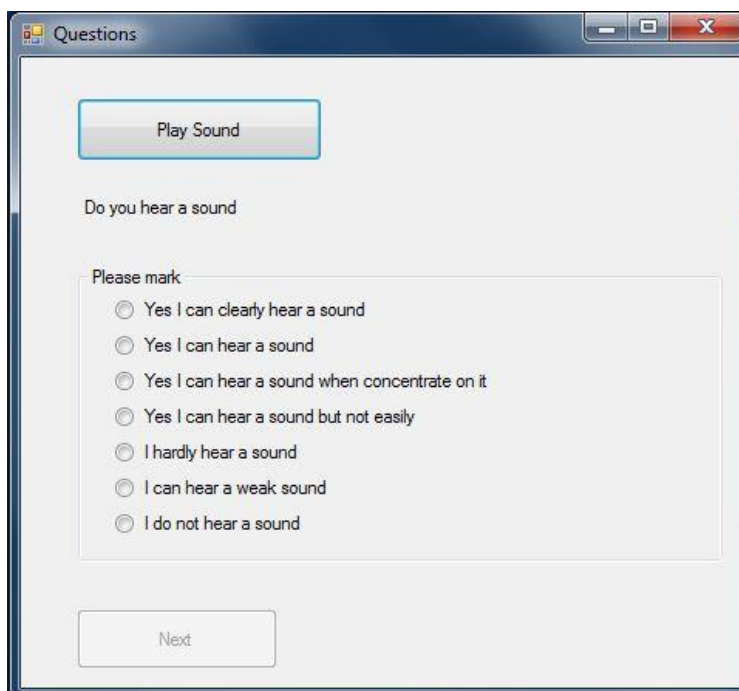 Questions
Play Sound
Do you hear a sound
Please mark
Yes I can clearly hear a sound
Yes I can hear a sound
Yes I can hear a sound when concentrate on it
Yes I can hear a sound but not easily
I hardly hear a sound
I can hear a weak sound
I do not hear a sound
Next